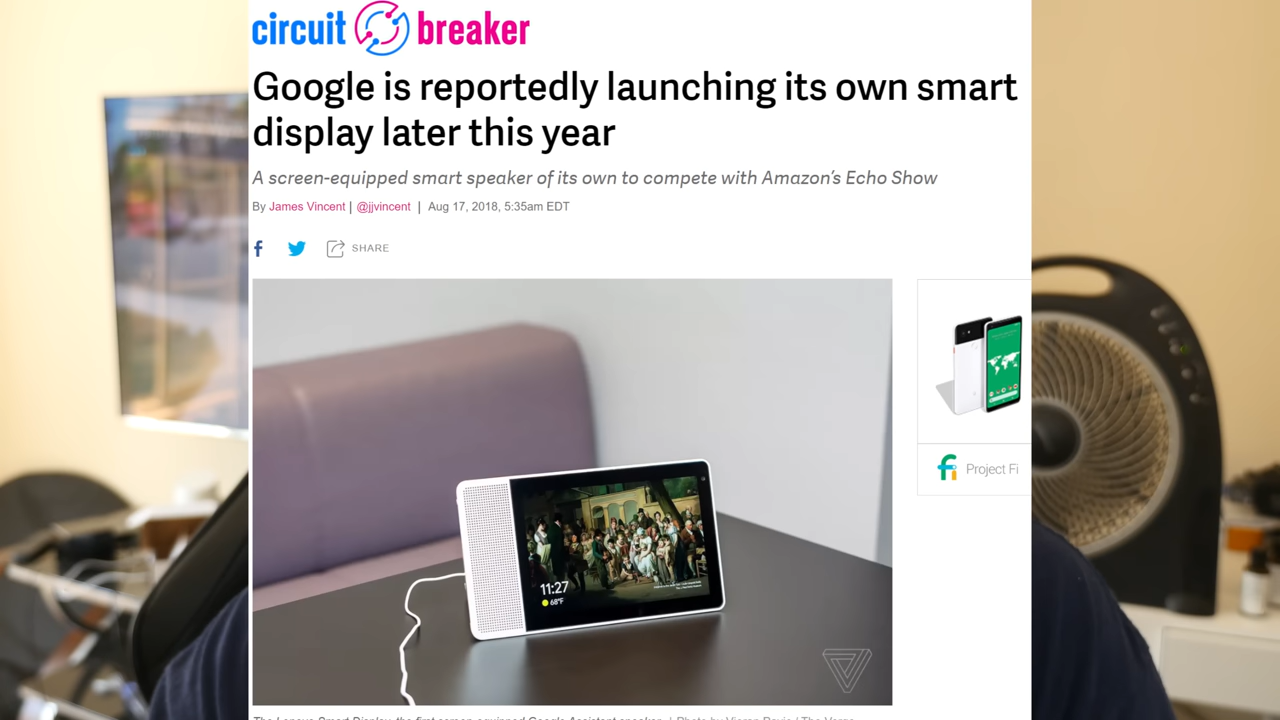 circuit breaker
Google is reportedly launching its own smart
display later this year
A screen-equipped smart speaker of its own to compete with Amazon's Echo Show
By James Vincent | @jjvincent | Aug 17, 2018, 5:35am EDT
SHARE
Project Fi
11:27
68°F